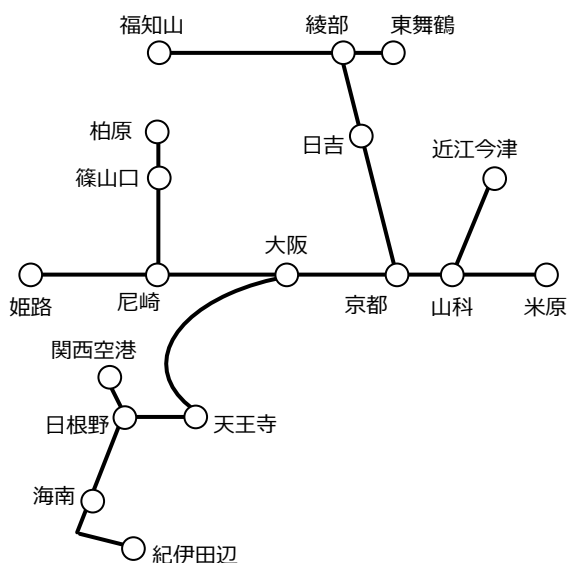 福知山
綾部
東舞鶴
柏原
日吉
近江今津
篠山口
大阪
姫路
尼崎
京都
山科
米原
関西空港
日根野
天王寺
海南
紀伊田辺